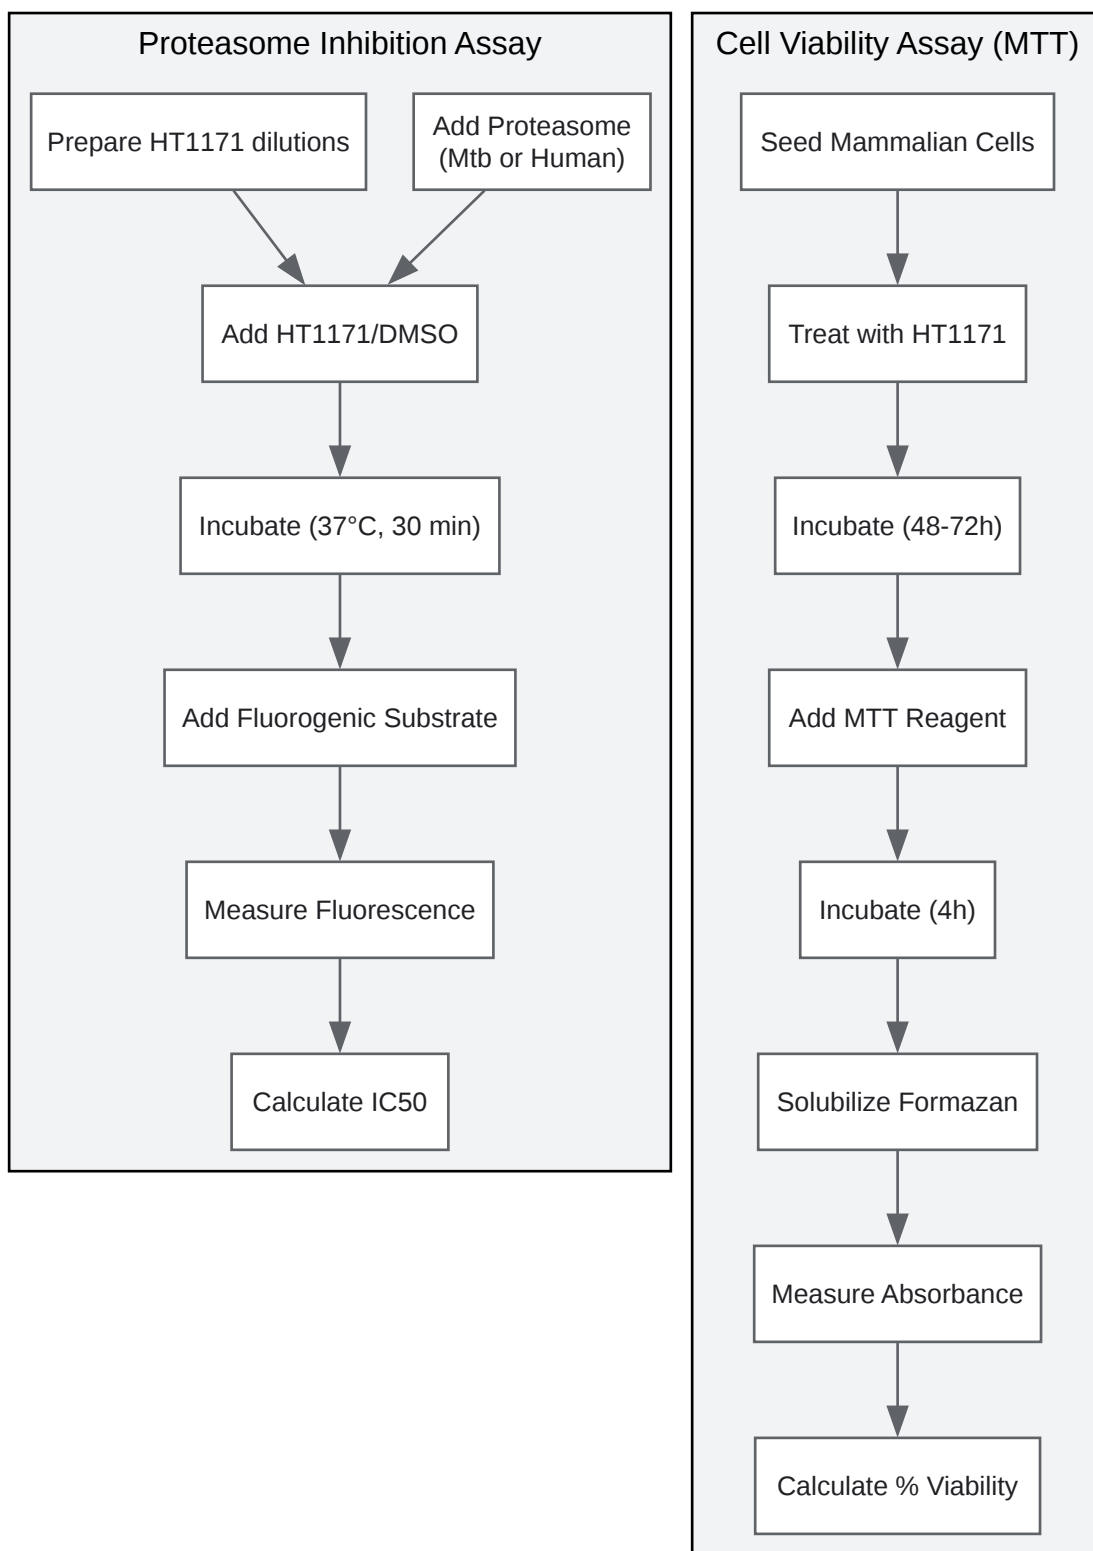 Proteasome Inhibition Assay
Prepare HT1171 dilutions
Add Proteasome
(Mtb or Human)
Add HT1171/DMSO
Incubate (37°C, 30 min)
Add Fluorogenic Substrate
Measure Fluorescence
Calculate IC50
Cell Viability Assay (MTT)
Seed Mammalian Cells
Treat with HT1171
Incubate (48-72h)
Add MTT Reagent
Incubate (4h)
Solubilize Formazan
Measure Absorbance
Calculate % Viability